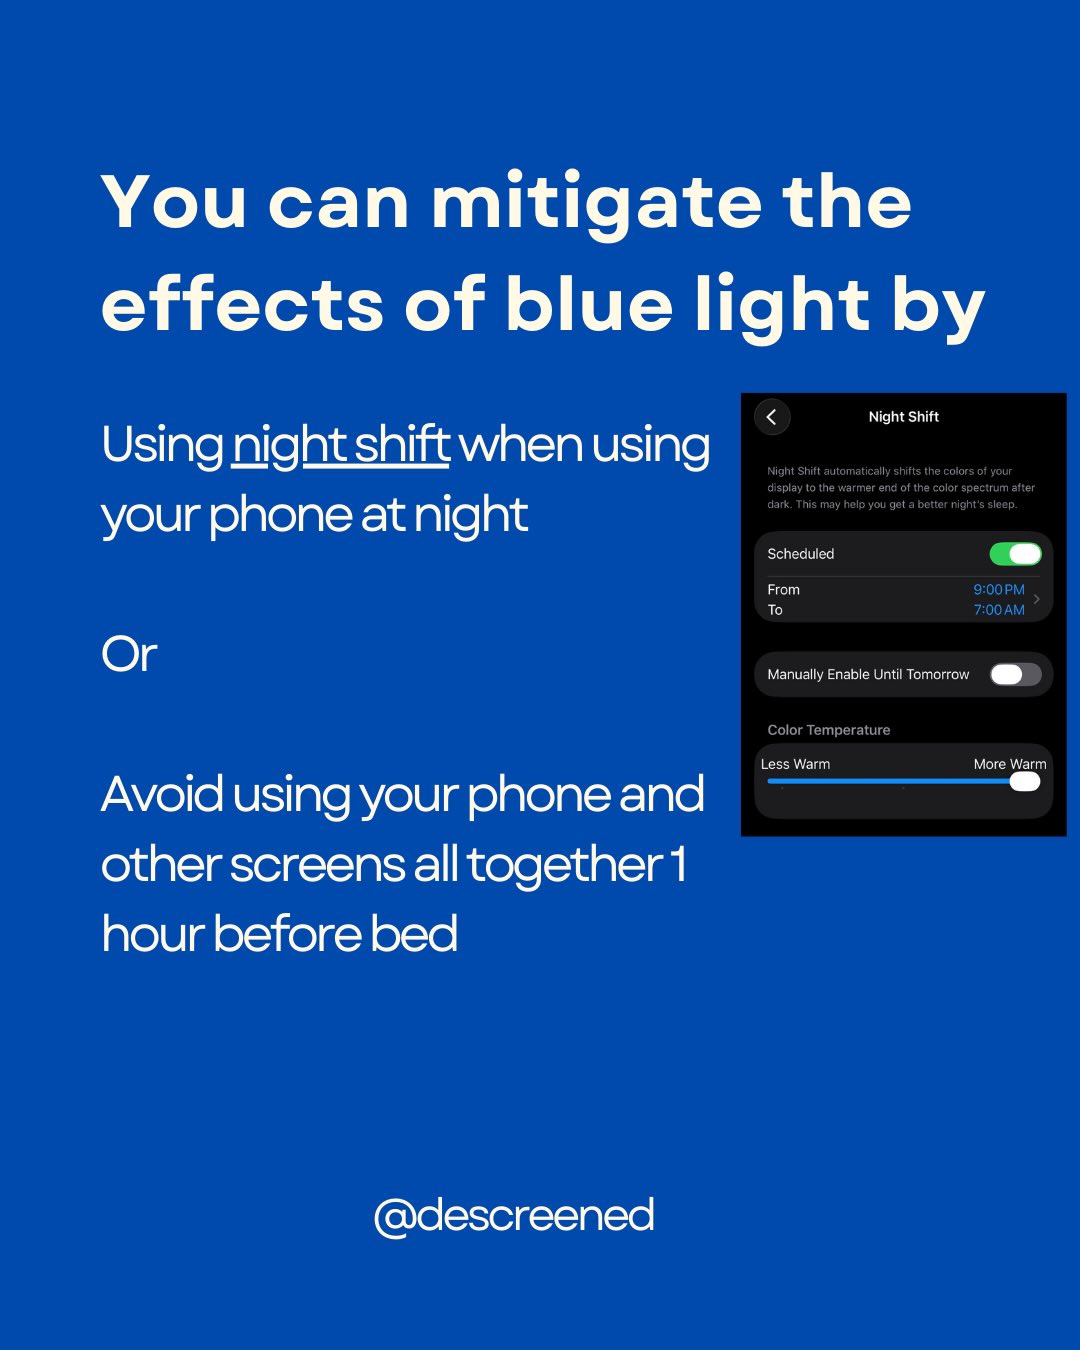 You can mitigate the
effects of blue light by
Using night shift when using
your phone at night
Or
Avoid using your phone and
other screens all together 1
hour before bed
Night Shift
Night Shift automatically shifts the colors of your
display to the warmer end of the color spectrum after
dark. This may help you get a better night's sleep.
Scheduled
From 9:00 PM
To 7:00 AM
Manually Enable Until Tomorrow
Color Temperature
Less Warm More Warm
@descreened